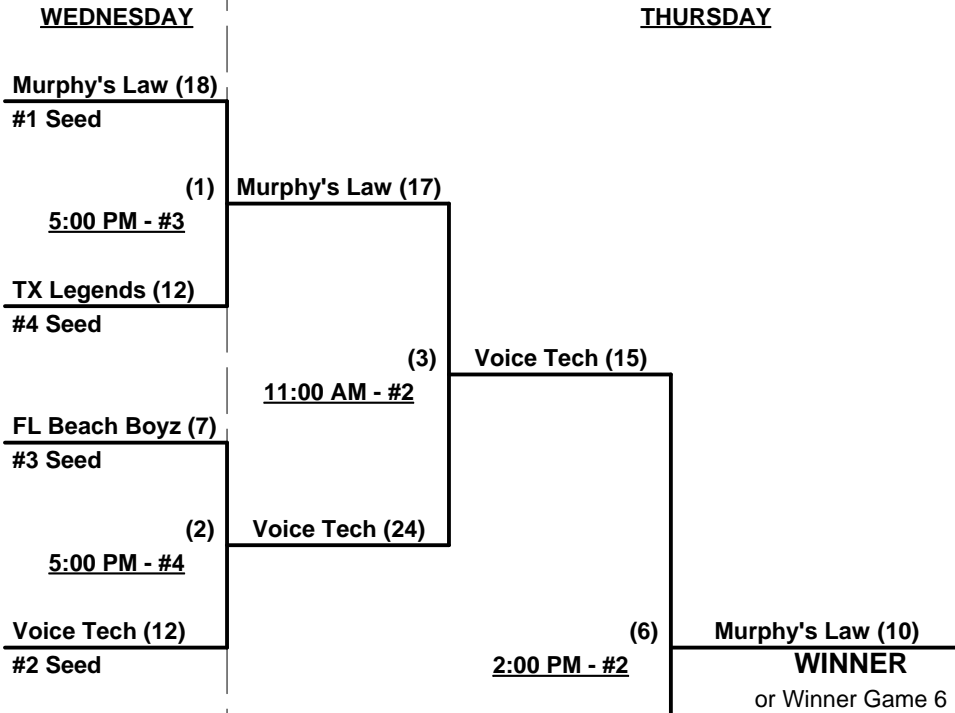 WEDNESDAY THURSDAY
Murphy's Law (18)
#1 Seed
(1) Murphy's Law (17)
5:00 PM - #3
TX Legends (12)
#4 Seed
(3) Voice Tech (15)
11:00 AM - #2
FL Beach Boyz (7)
#3 Seed
(2) Voice Tech (24)
5:00 PM - #4
Voice Tech (12) (6) Murphy's Law (10)
#2 Seed 2:00 PM - #2 WINNER
or Winner Game 6